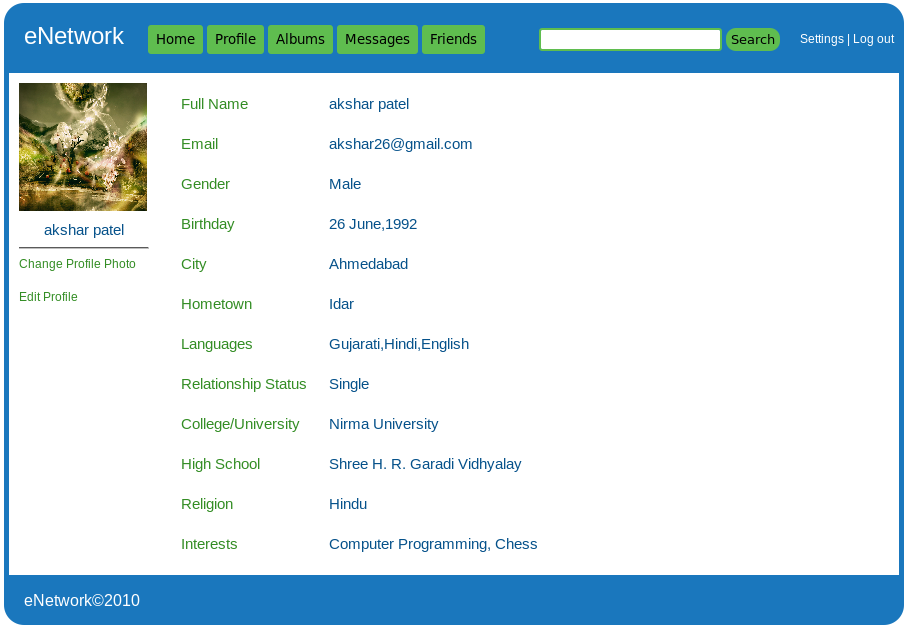 eNetwork
Home Profile Albums Messages Friends Search Settings | Log out
akshar patel
Change Profile Photo
Edit Profile
Full Name akshar patel
Email akshar26@gmail.com
Gender Male
Birthday 26 June,1992
City Ahmedabad
Hometown Idar
Languages Gujarati,Hindi,English
Relationship Status Single
College/University Nirma University
High School Shree H. R. Garadi Vidhyalay
Religion Hindu
Interests Computer Programming, Chess
eNetwork©2010